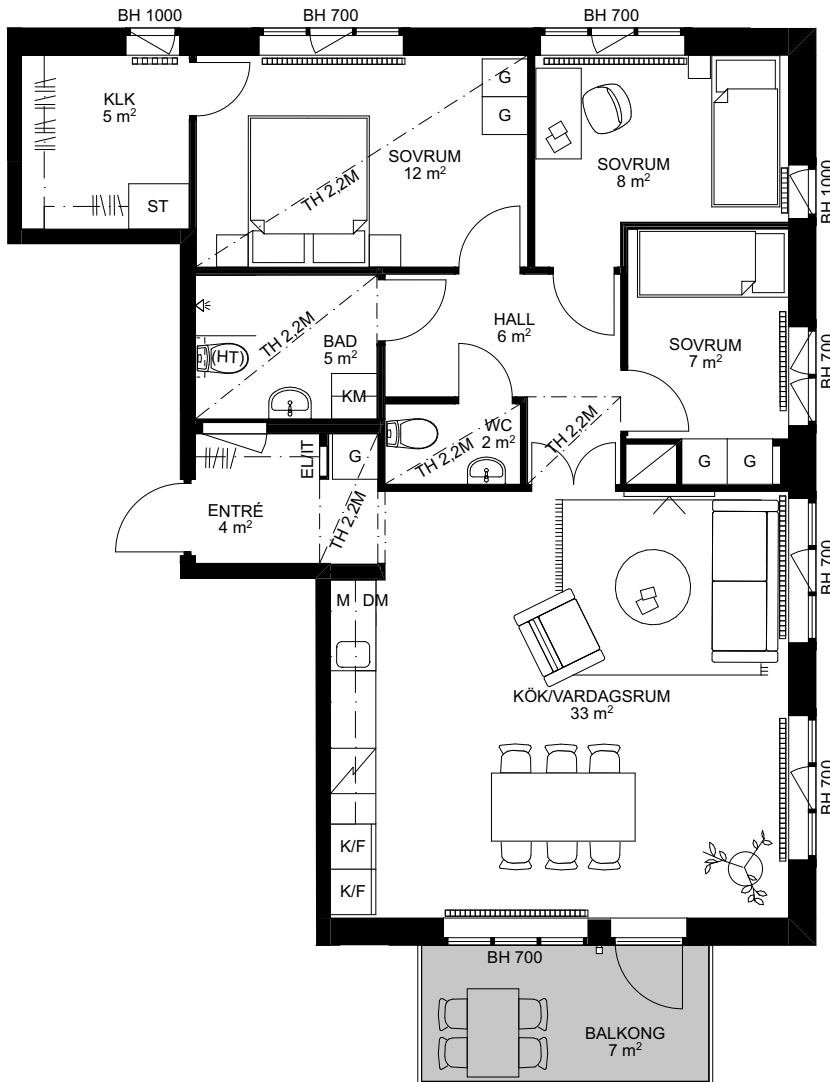 BH 1000
BH 700
BH 700
KLK
5 m²
G
G
SOVRUM
12 m²
TH 2,2M
SOVRUM
8 m²
BH 1000
ST
HALL
6 m²
TH 2,2M
BAD
5 m²
(HT)
KM
SOVRUM
7 m²
BH 700
WC
2 m²
TH 2,2M
TH 2,2M
G
G
EL/IT
G
ENTRÉ
4 m²
TH 2,2M
BH 700
M
DM
KÖK/VARDAGSRUM
33 m²
BH 700
K/F
K/F
BH 700
BALKONG
7 m²